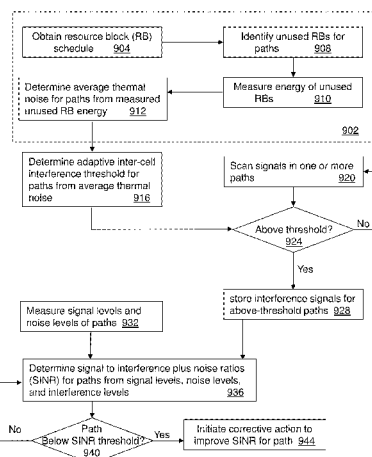 Obtain resource block (RB)
schedule 904
Identify unused RBs for
paths 908
Determine average thermal
noise for paths from measured
unused RB energy 912
Measure energy of unused
RBs 910
902
Determine adaptive inter-cell
interference threshold for
paths from average thermal
noise 916
Scan signals in one or more
paths 920
Above threshold?
924
No
Yes
Measure signal levels and
noise levels of paths 932
store interference signals for
above-threshold paths 928
Determine signal to interference plus noise ratios
(SINR) for paths from signal levels, noise levels,
and interference levels 936
No
Path
Below SINR threshold?
940
Yes
Initiate corrective action to
improve SINR for path 944